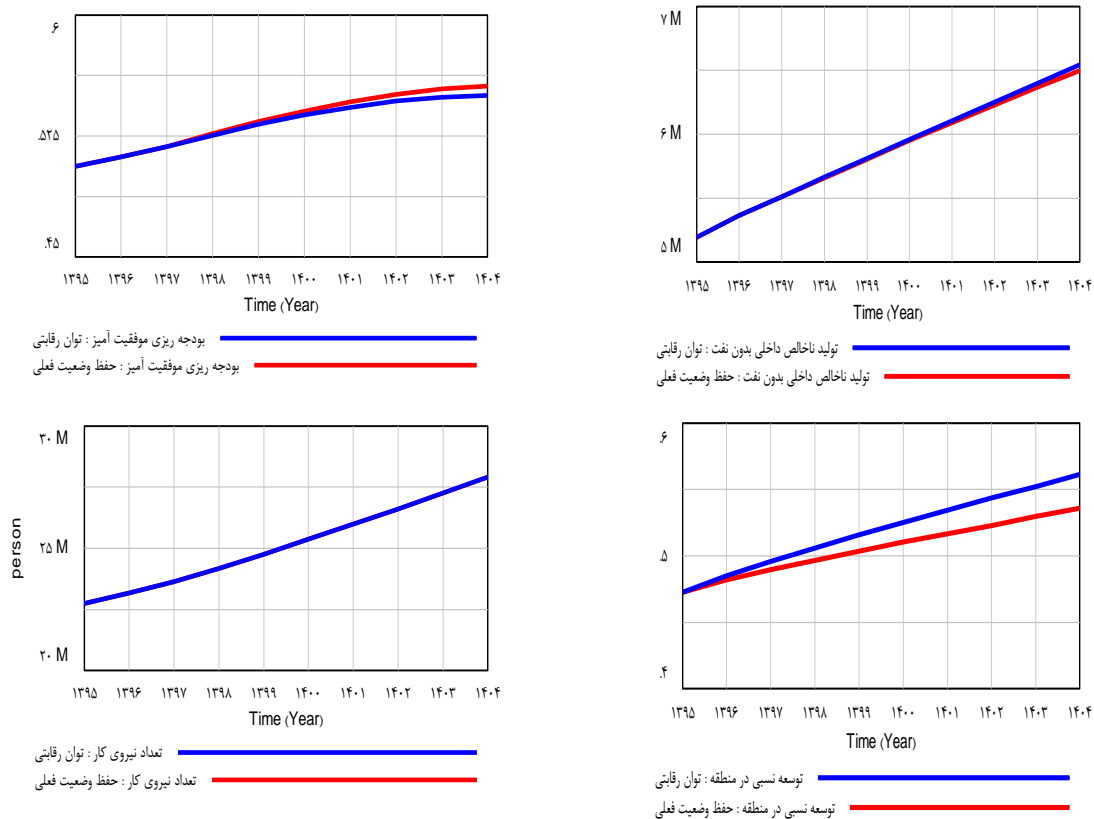 .۶
.۵۲۵
.۴۵
۱۳۹۵ ۱۳۹۶ ۱۳۹۷ ۱۳۹۸ ۱۳۹۹ ۱۴۰۰ ۱۴۰۱ ۱۴۰۲ ۱۴۰۳ ۱۴۰۴
Time (Year)
بودجه ریزی موفقیت آمیز : توان رقابتی
بودجه ریزی موفقیت آمیز : حفظ وضعیت فعلی
۷ M
۶ M
۵ M
۱۳۹۵ ۱۳۹۶ ۱۳۹۷ ۱۳۹۸ ۱۳۹۹ ۱۴۰۰ ۱۴۰۱ ۱۴۰۲ ۱۴۰۳ ۱۴۰۴
Time (Year)
تولید ناخالص داخلی بدون نفت : توان رقابتی
تولید ناخالص داخلی بدون نفت : حفظ وضعیت فعلی
۳۰ M
۲۵ M
۲۰ M
person
۱۳۹۵ ۱۳۹۶ ۱۳۹۷ ۱۳۹۸ ۱۳۹۹ ۱۴۰۰ ۱۴۰۱ ۱۴۰۲ ۱۴۰۳ ۱۴۰۴
Time (Year)
تعداد نیروی کار : توان رقابتی
تعداد نیروی کار : حفظ وضعیت فعلی
.۶
.۵
.۴
۱۳۹۵ ۱۳۹۶ ۱۳۹۷ ۱۳۹۸ ۱۳۹۹ ۱۴۰۰ ۱۴۰۱ ۱۴۰۲ ۱۴۰۳ ۱۴۰۴
Time (Year)
توسعه نسبی در منطقه : توان رقابتی
توسعه نسبی در منطقه : حفظ وضعیت فعلی